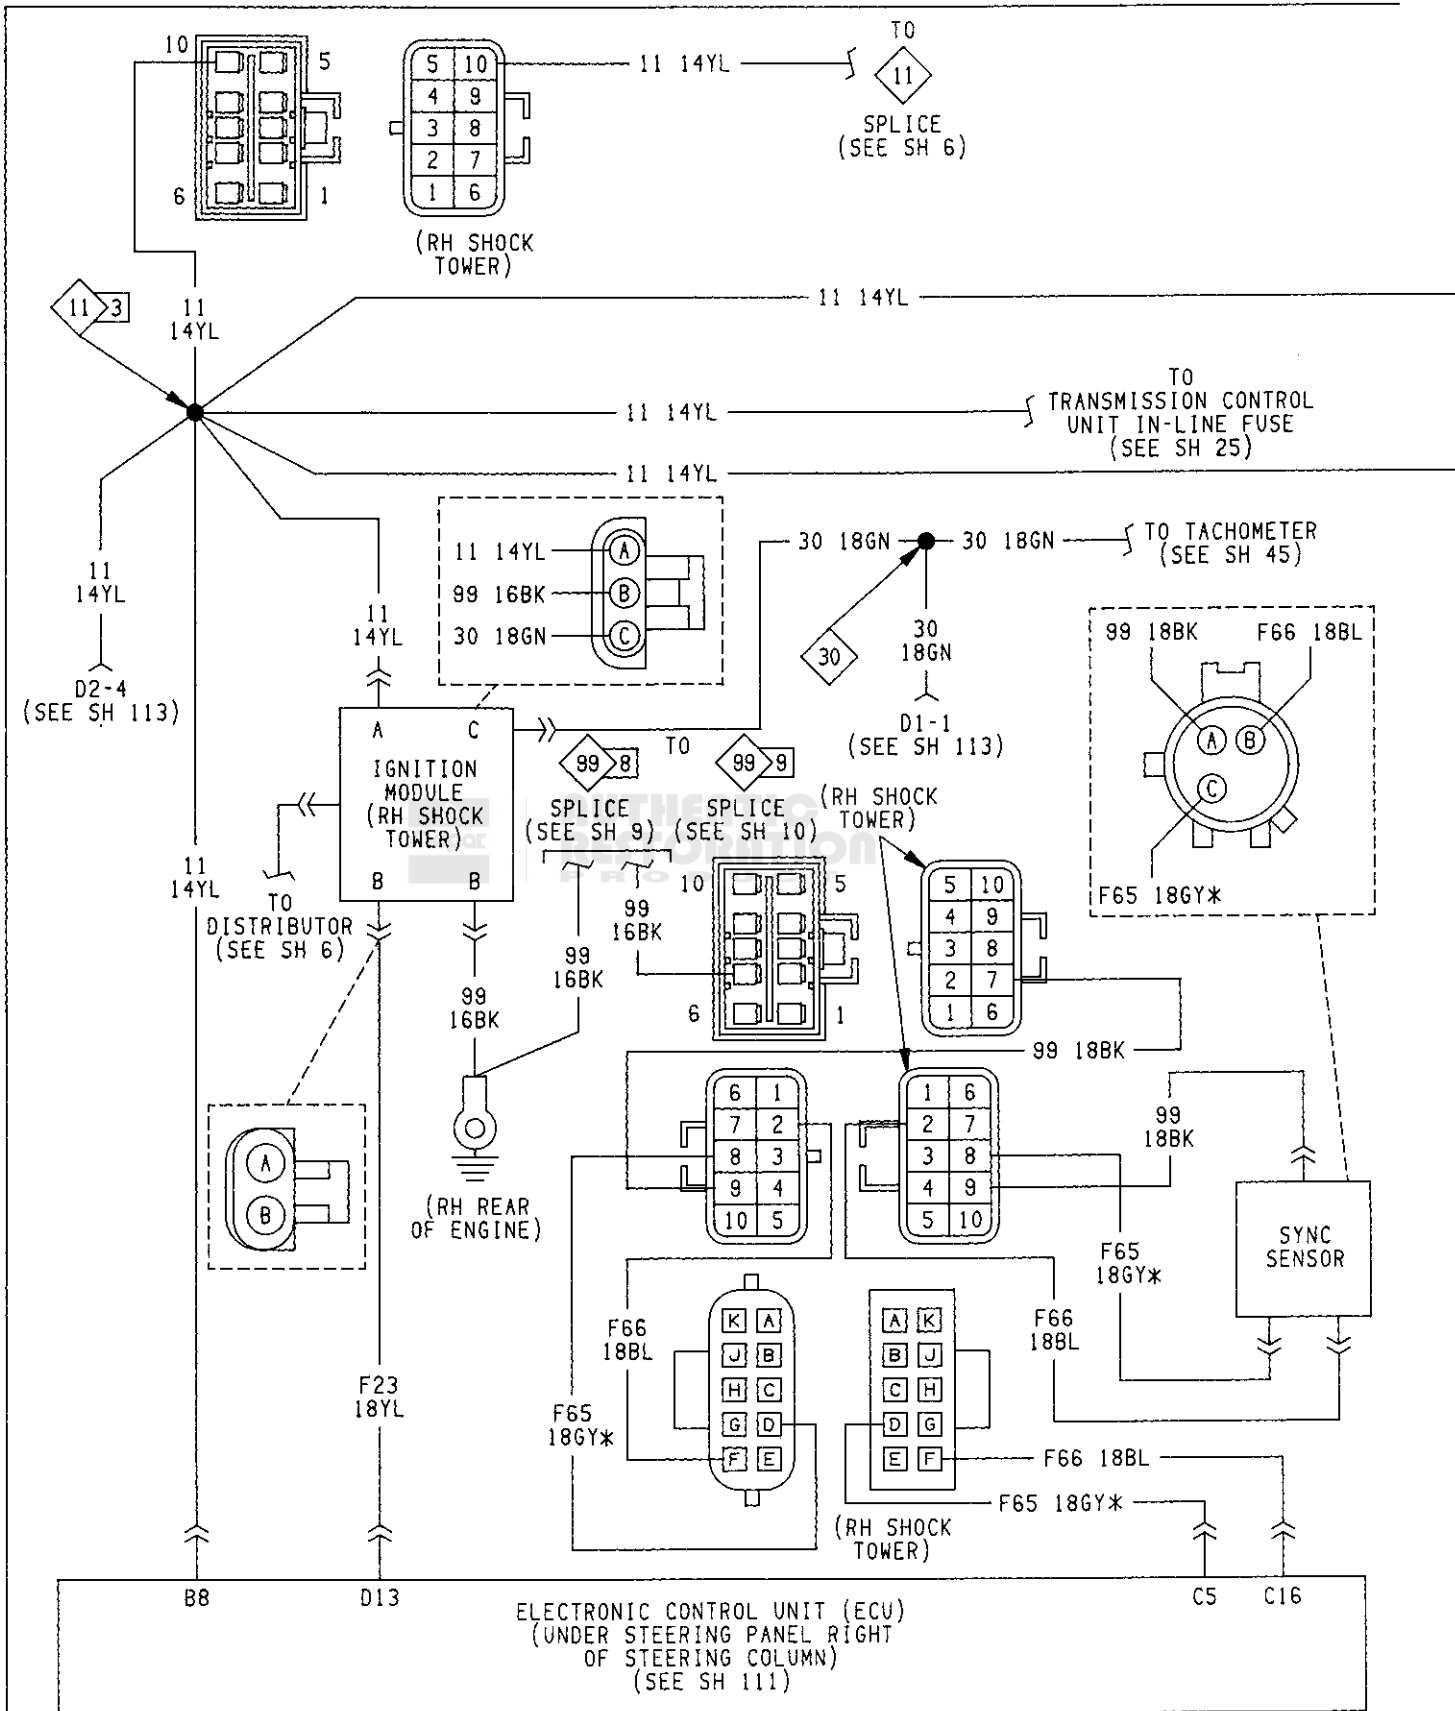 10
5
6
1
5 10
4 9
3 8
2 7
1 6
(RH SHOCK
TOWER)
11 14YL
TO
11
SPLICE
(SEE SH 6)
11 3
11
14YL
11 14YL
11 14YL
TO
TRANSMISSION CONTROL
UNIT IN-LINE FUSE
(SEE SH 25)
11 14YL
11
14YL
D2-4
(SEE SH 113)
11
14YL
11 14YL A
99 16BK B
30 18GN C
30 18GN
30 18GN
TO TACHOMETER
(SEE SH 45)
30
30
18GN
D1-1
(SEE SH 113)
99 18BK
F66 18BL
A B
C
F65 18GY*
A C
IGNITION
MODULE
(RH SHOCK
TOWER)
B B
TO
DISTRIBUTOR
(SEE SH 6)
11
14YL
99 8
TO
99 9
SPLICE
(SEE SH 9)
SPLICE
(SEE SH 10)
(RH SHOCK
TOWER)
AUTHENTIC
RESTORATION
PRODUCT
99
16BK
99
16BK
99
16BK
10
5
6
1
5 10
4 9
3 8
2 7
1 6
99 18BK
A
B
(RH REAR
OF ENGINE)
6 1
7 2
8 3
9 4
10 5
1 6
2 7
3 8
4 9
5 10
99
18BK
SYNC
SENSOR
F65
18GY*
F66
18BL
F66
18BL
F65
18GY*
F23
18YL
K A
J B
H C
G D
F E
A K
B J
C H
D G
E F
F66 18BL
F65 18GY*
(RH SHOCK
TOWER)
B8
D13
C5
C16
ELECTRONIC CONTROL UNIT (ECU)
(UNDER STEERING PANEL RIGHT
OF STEERING COLUMN)
(SEE SH 111)